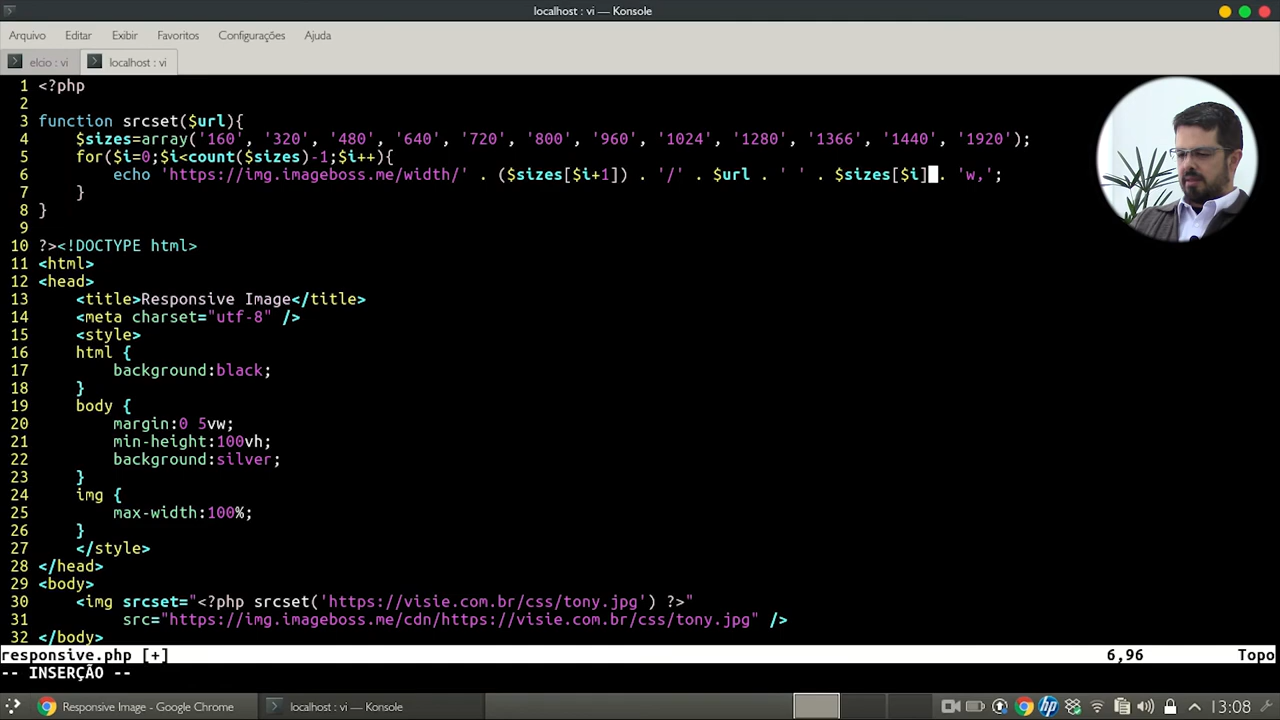 localhost : vi — Konsole
Arquivo Editar Exibir Favoritos Configurações Ajuda
elcio : vi localhost : vi
1 <?php
2
3 function srcset($url){
4     $sizes=array('160', '320', '480', '640', '720', '800', '960', '1024', '1280', '1366', '1440', '1920');
5     for($i=0;$i<count($sizes)-1;$i++){
6         echo 'https://img.imageboss.me/width/' . ($sizes[$i+1]) . '/' . $url . ' ' . $sizes[$i] . 'w,';
7     }
8 }
9
10 ?><!DOCTYPE html>
11 <html>
12 <head>
13     <title>Responsive Image</title>
14     <meta charset="utf-8" />
15     <style>
16     html {
17         background:black;
18     }
19     body {
20         margin:0 5vw;
21         min-height:100vh;
22         background:silver;
23     }
24     img {
25         max-width:100%;
26     }
27     </style>
28 </head>
29 <body>
30     <img srcset="<?php srcset('https://visie.com.br/css/tony.jpg') ?>"
31          src="https://img.imageboss.me/cdn/https://visie.com.br/css/tony.jpg" />
32 </body>
responsive.php [+] 6,96 Topo
-- INSERÇÃO --
Responsive Image - Google Chrome localhost : vi — Konsole 13:08